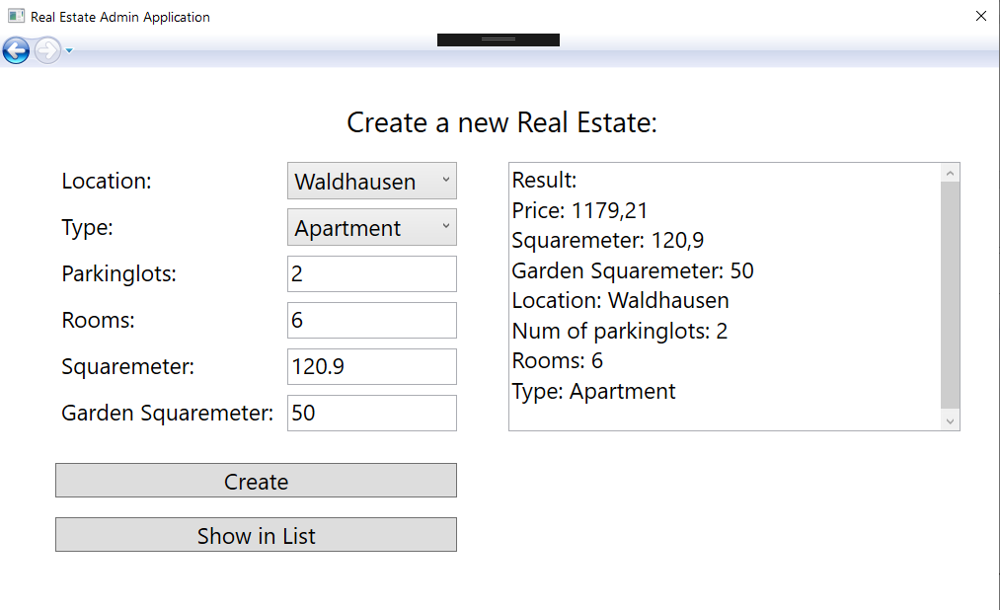 Real Estate Admin Application
Create a new Real Estate:
Location:
Waldhausen
Type:
Apartment
Parkinglots:
2
Rooms:
6
Squaremeter:
120.9
Garden Squaremeter:
50
Create
Show in List
Result:
Price: 1179,21
Squaremeter: 120,9
Garden Squaremeter: 50
Location: Waldhausen
Num of parkinglots: 2
Rooms: 6
Type: Apartment